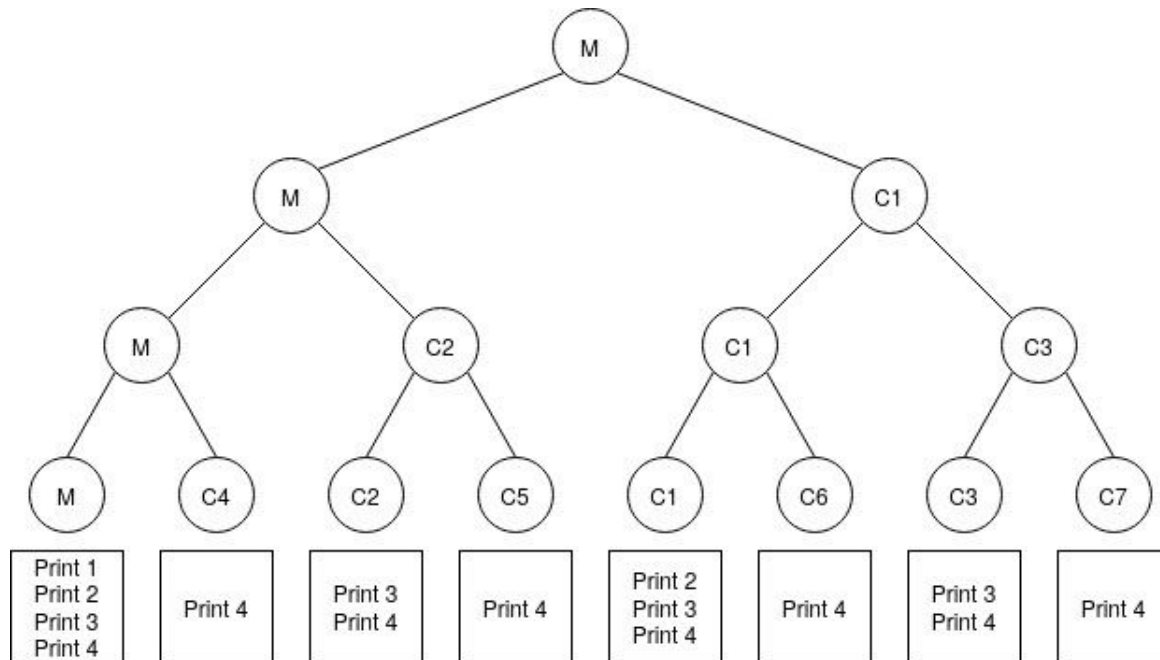 M
M
C1
M
C2
C1
C3
M
C4
C2
C5
C1
C6
C3
C7
Print 1
Print 2
Print 3
Print 4
Print 4
Print 3
Print 4
Print 4
Print 2
Print 3
Print 4
Print 4
Print 3
Print 4
Print 4